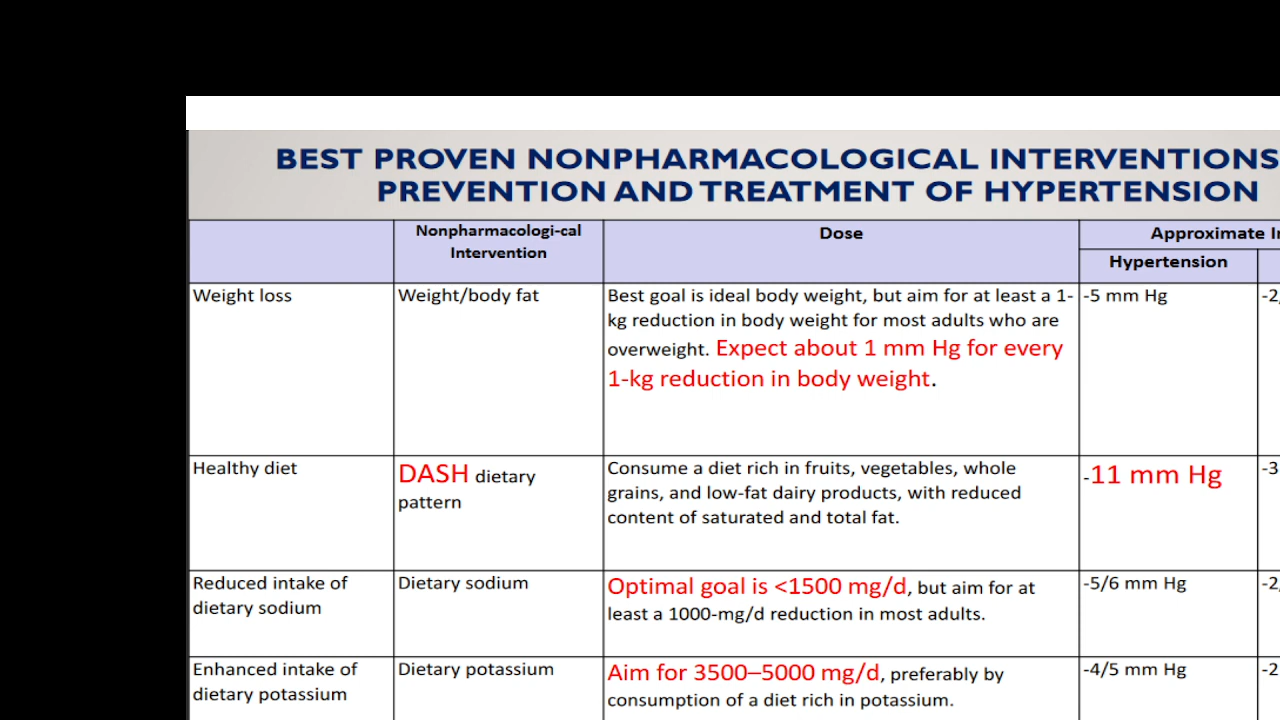 BEST PROVEN NONPHARMACOLOGICAL INTERVENTIONS
PREVENTION AND TREATMENT OF HYPERTENSION
Nonpharmacologi-cal
Intervention
Dose
Approximate
Hypertension
Weight loss
Weight/body fat
Best goal is ideal body weight, but aim for at least a 1-
kg reduction in body weight for most adults who are
overweight. Expect about 1 mm Hg for every
1-kg reduction in body weight.
-5 mm Hg
Healthy diet
DASH dietary
pattern
Consume a diet rich in fruits, vegetables, whole
grains, and low-fat dairy products, with reduced
content of saturated and total fat.
-11 mm Hg
Reduced intake of
dietary sodium
Dietary sodium
Optimal goal is <1500 mg/d, but aim for at
least a 1000-mg/d reduction in most adults.
-5/6 mm Hg
Enhanced intake of
dietary potassium
Dietary potassium
Aim for 3500–5000 mg/d, preferably by
consumption of a diet rich in potassium.
-4/5 mm Hg